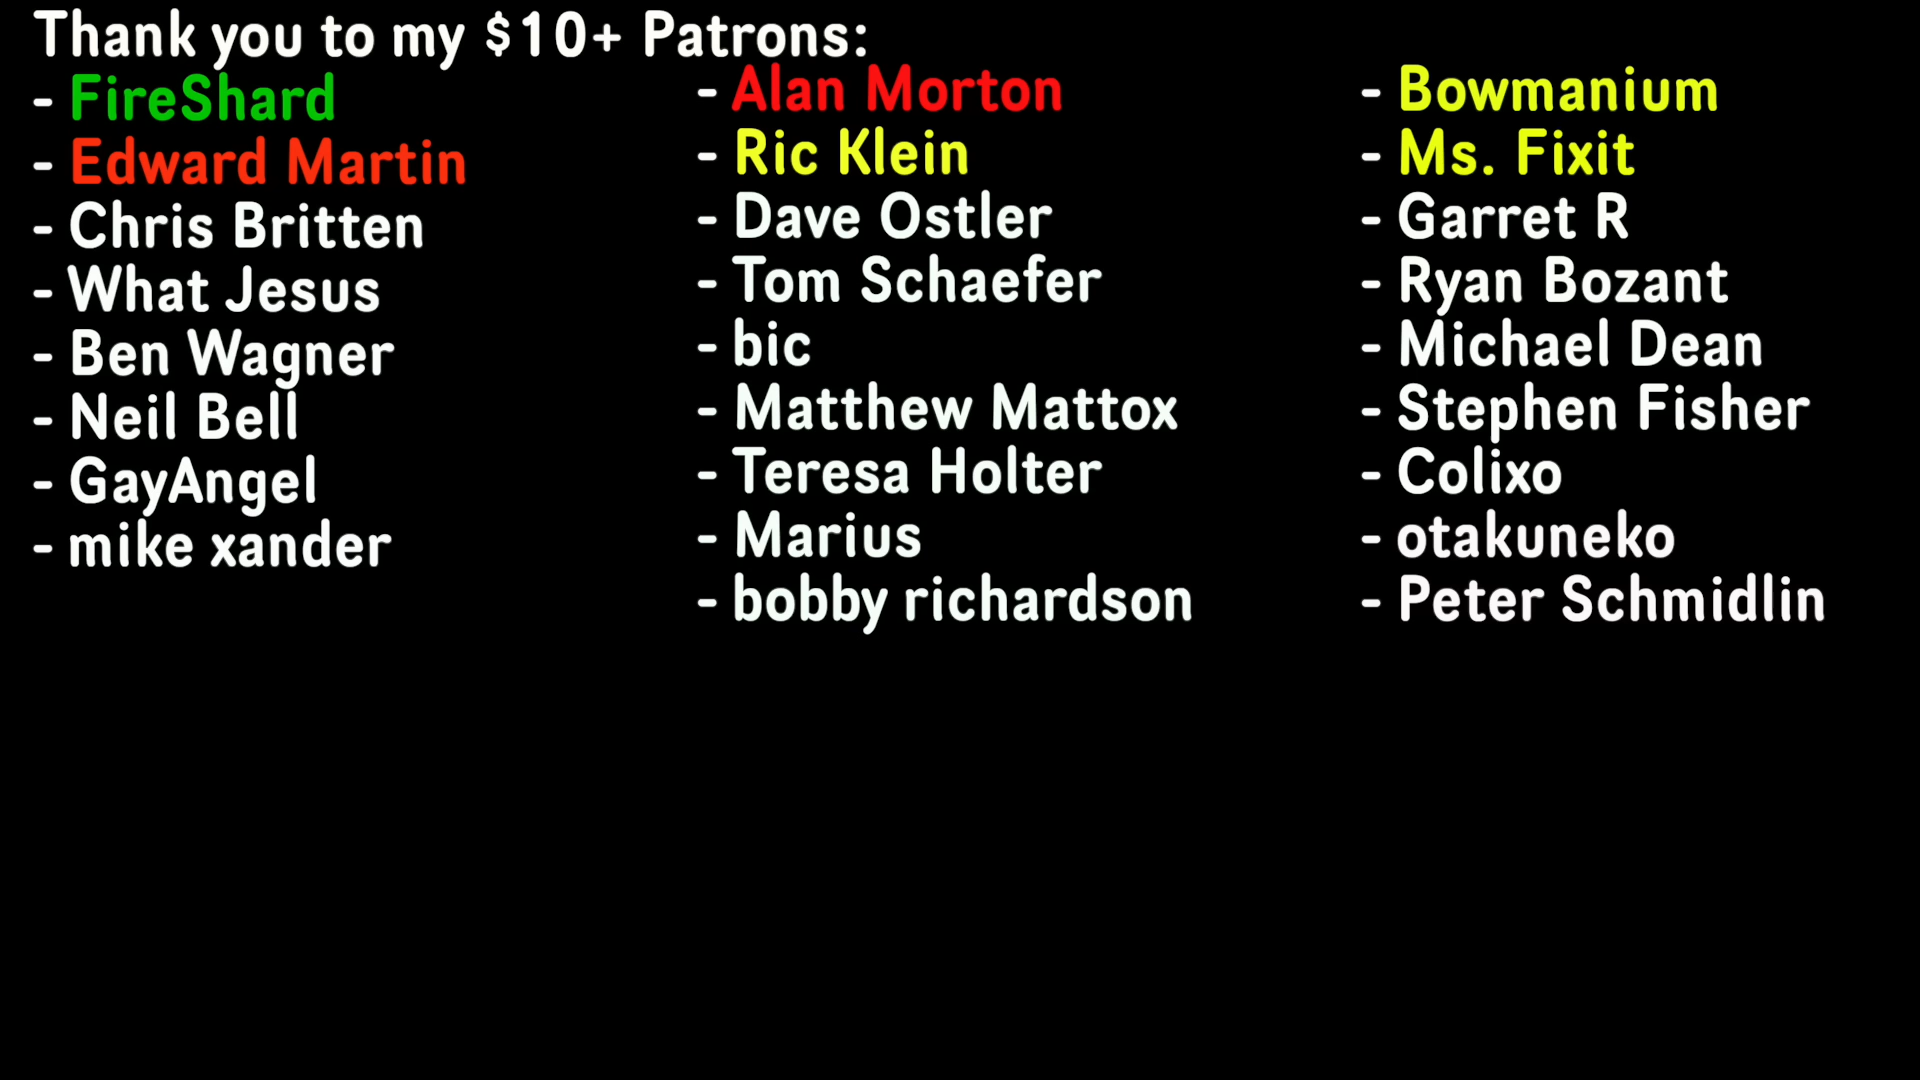 Thank you to my $10+ Patrons:
- FireShard
- Edward Martin
- Chris Britten
- What Jesus
- Ben Wagner
- Neil Bell
- GayAngel
- mike xander
- Alan Morton
- Ric Klein
- Dave Ostler
- Tom Schaefer
- bic
- Matthew Mattox
- Teresa Holter
- Marius
- bobby richardson
- Bowmanium
- Ms. Fixit
- Garret R
- Ryan Bozant
- Michael Dean
- Stephen Fisher
- Colixo
- otakuneko
- Peter Schmidlin